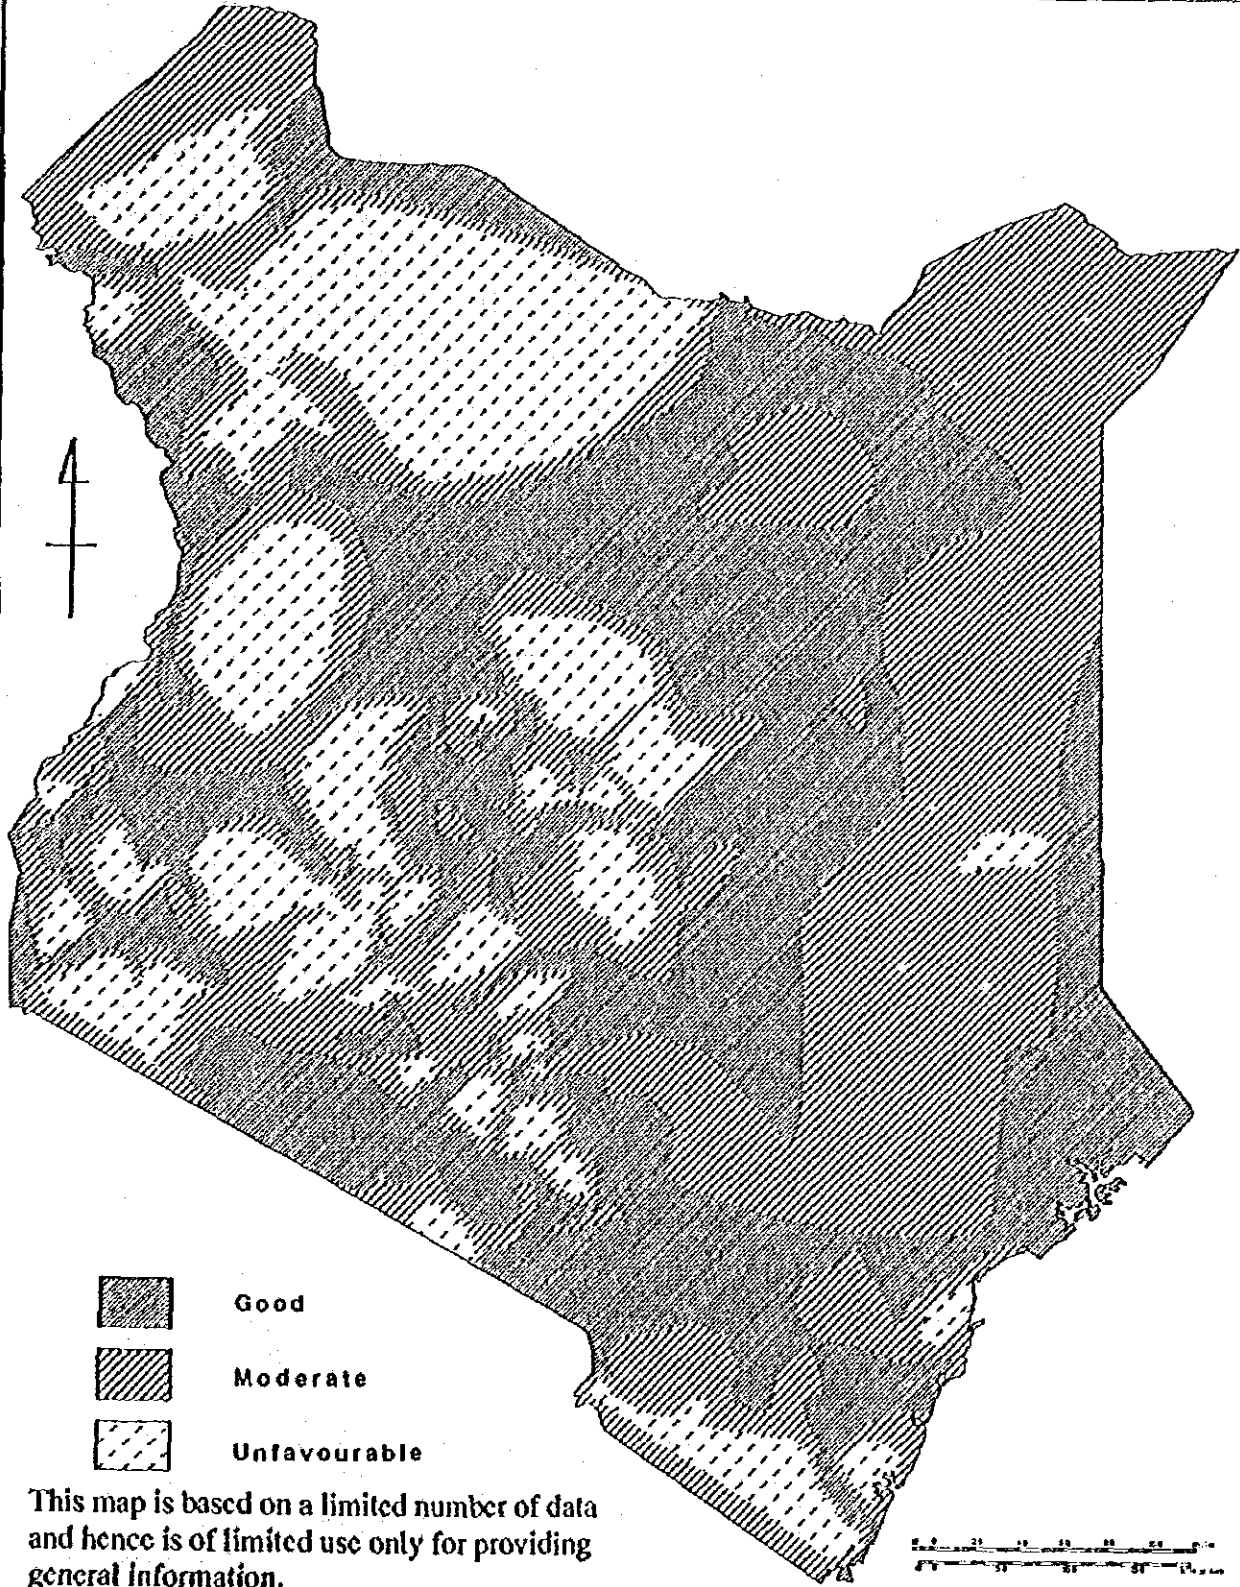 Good
Moderate
Unfavourable
This map is based on a limited number of data
and hence is of limited use only for providing
general information.